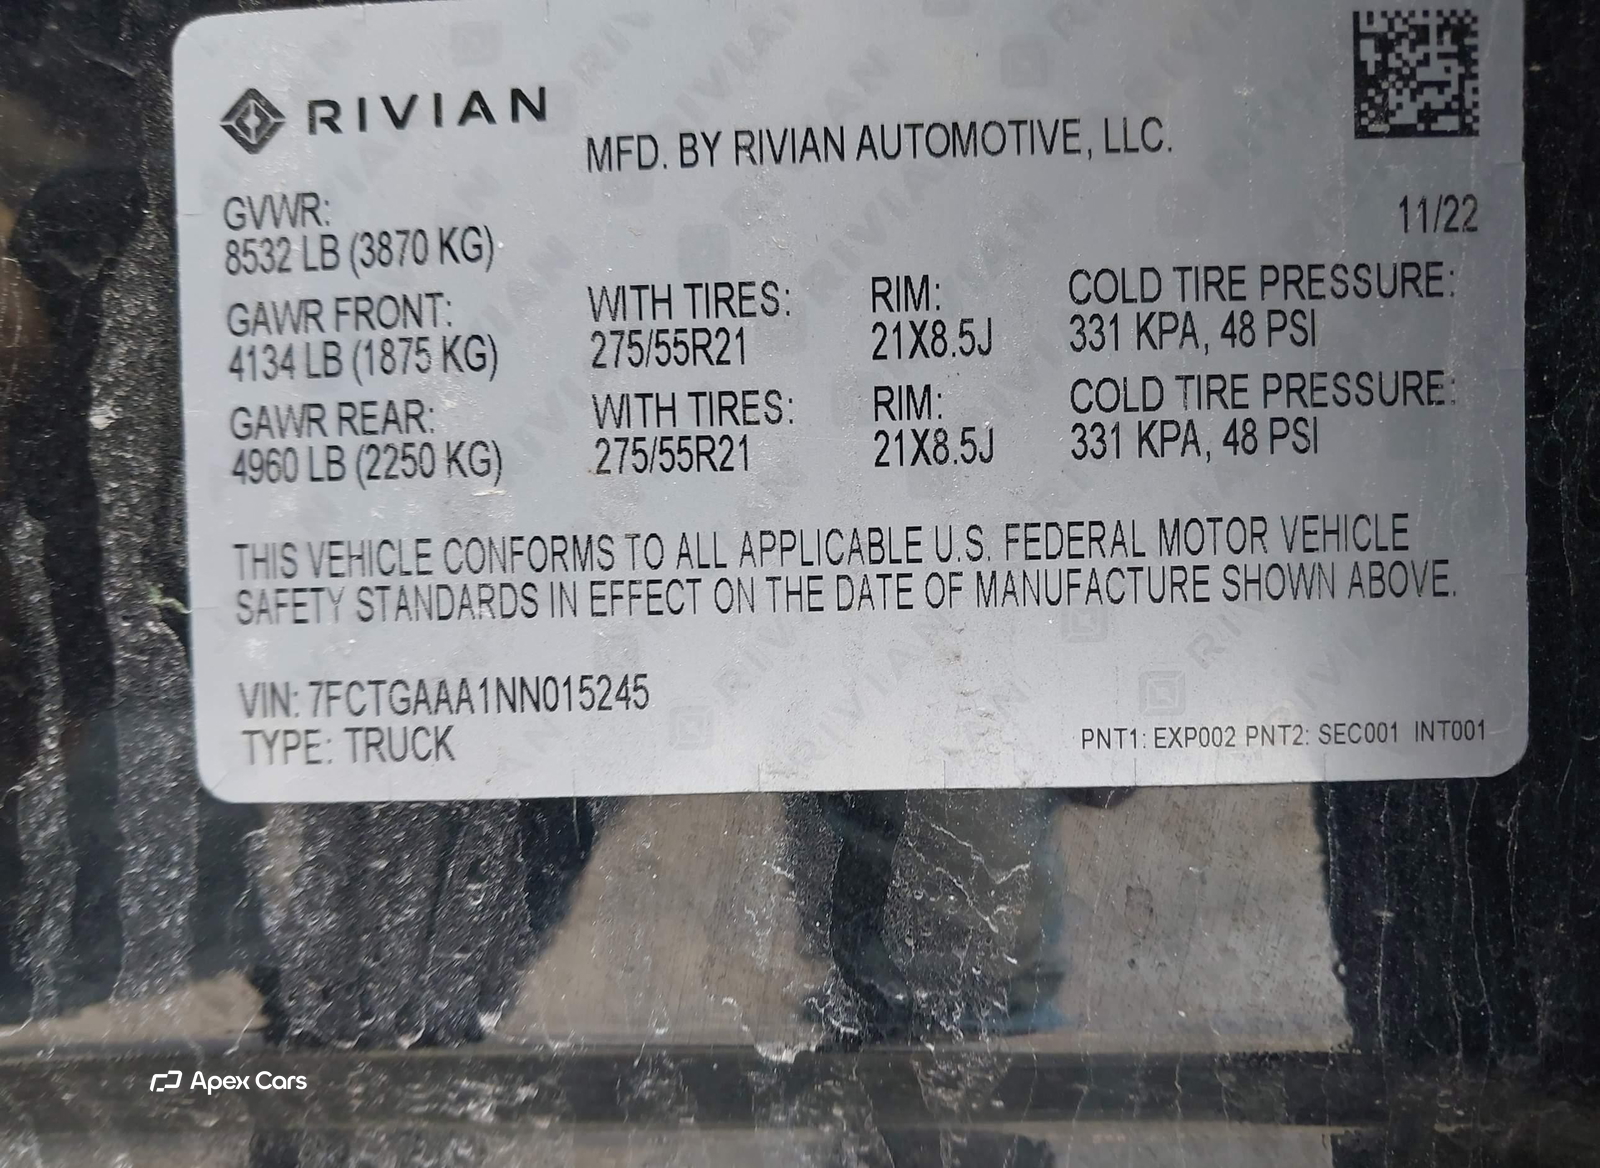 RIVIAN
MFD. BY RIVIAN AUTOMOTIVE, LLC.
11/22
GVWR:
8532 LB (3870 KG)
GAWR FRONT: WITH TIRES: RIM: COLD TIRE PRESSURE:
4134 LB (1875 KG) 275/55R21 21X8.5J 331 KPA, 48 PSI
GAWR REAR: WITH TIRES: RIM: COLD TIRE PRESSURE:
4960 LB (2250 KG) 275/55R21 21X8.5J 331 KPA, 48 PSI
THIS VEHICLE CONFORMS TO ALL APPLICABLE U.S. FEDERAL MOTOR VEHICLE
SAFETY STANDARDS IN EFFECT ON THE DATE OF MANUFACTURE SHOWN ABOVE.
VIN: 7FCTGAAA1NN015245
TYPE: TRUCK
PNT1: EXP002 PNT2: SEC001 INT001
Apex Cars